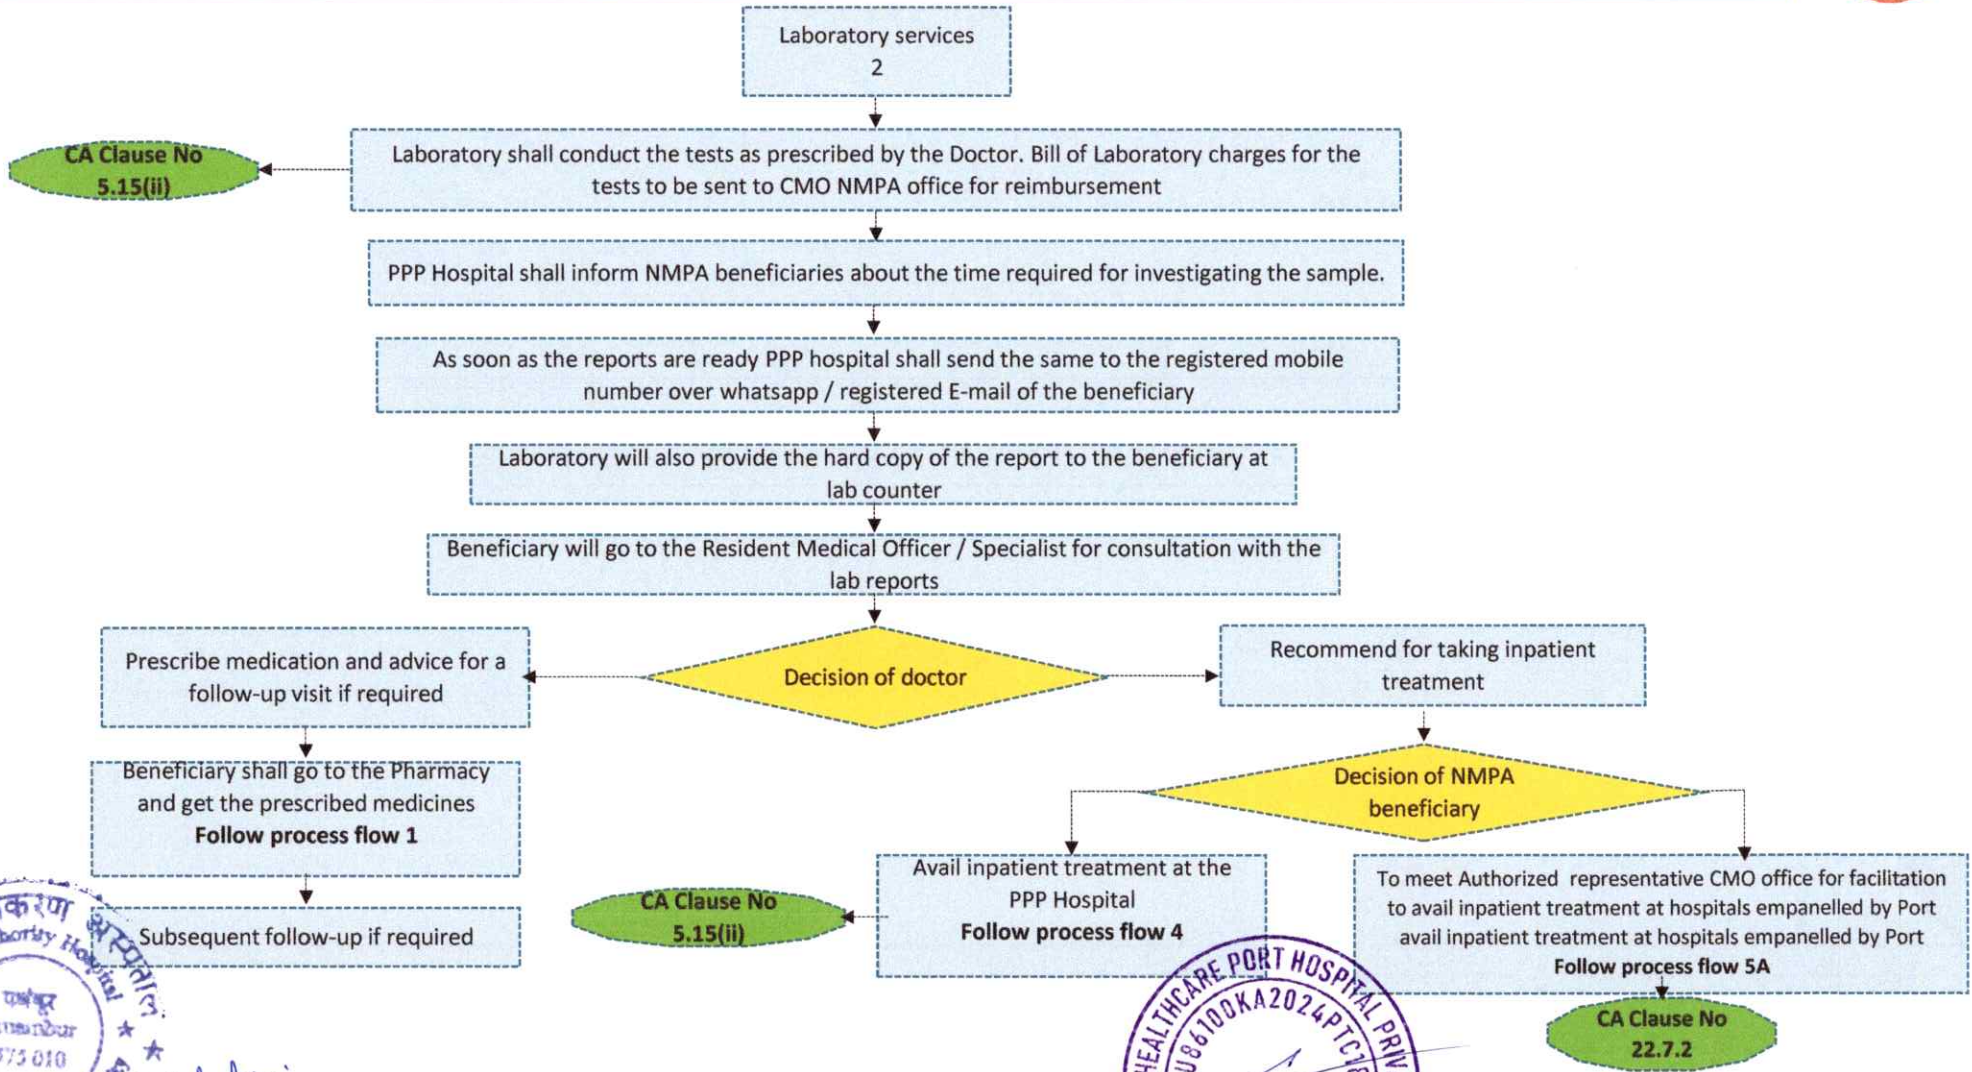 Laboratory services
2
CA Clause No
5.15(ii)
Laboratory shall conduct the tests as prescribed by the Doctor. Bill of Laboratory charges for the
tests to be sent to CMO NMPA office for reimbursement
PPP Hospital shall inform NMPA beneficiaries about the time required for investigating the sample.
As soon as the reports are ready PPP hospital shall send the same to the registered mobile
number over whatsapp / registered E-mail of the beneficiary
Laboratory will also provide the hard copy of the report to the beneficiary at
lab counter
Beneficiary will go to the Resident Medical Officer / Specialist for consultation with the
lab reports
Decision of doctor
Prescribe medication and advice for a
follow-up visit if required
Recommend for taking inpatient
treatment
Beneficiary shall go to the Pharmacy
and get the prescribed medicines
Follow process flow 1
Decision of NMPA
beneficiary
Subsequent follow-up if required
CA Clause No
5.15(ii)
Avail inpatient treatment at the
PPP Hospital
Follow process flow 4
To meet Authorized representative CMO office for facilitation
to avail inpatient treatment at hospitals empanelled by Port
avail inpatient treatment at hospitals empanelled by Port
Follow process flow 5A
CA Clause No
22.7.2
अस्पताल
Hospital
HEALTHCARE PORT HOSPITAL PRIV
U86100KA2024PTC18